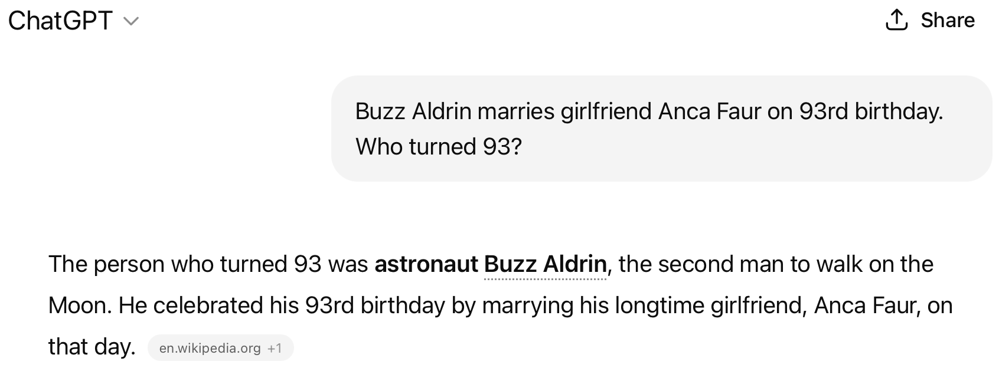 ChatGPT
Share
Buzz Aldrin marries girlfriend Anca Faur on 93rd birthday.
Who turned 93?
The person who turned 93 was astronaut Buzz Aldrin, the second man to walk on the
Moon. He celebrated his 93rd birthday by marrying his longtime girlfriend, Anca Faur, on
that day. en.wikipedia.org +1